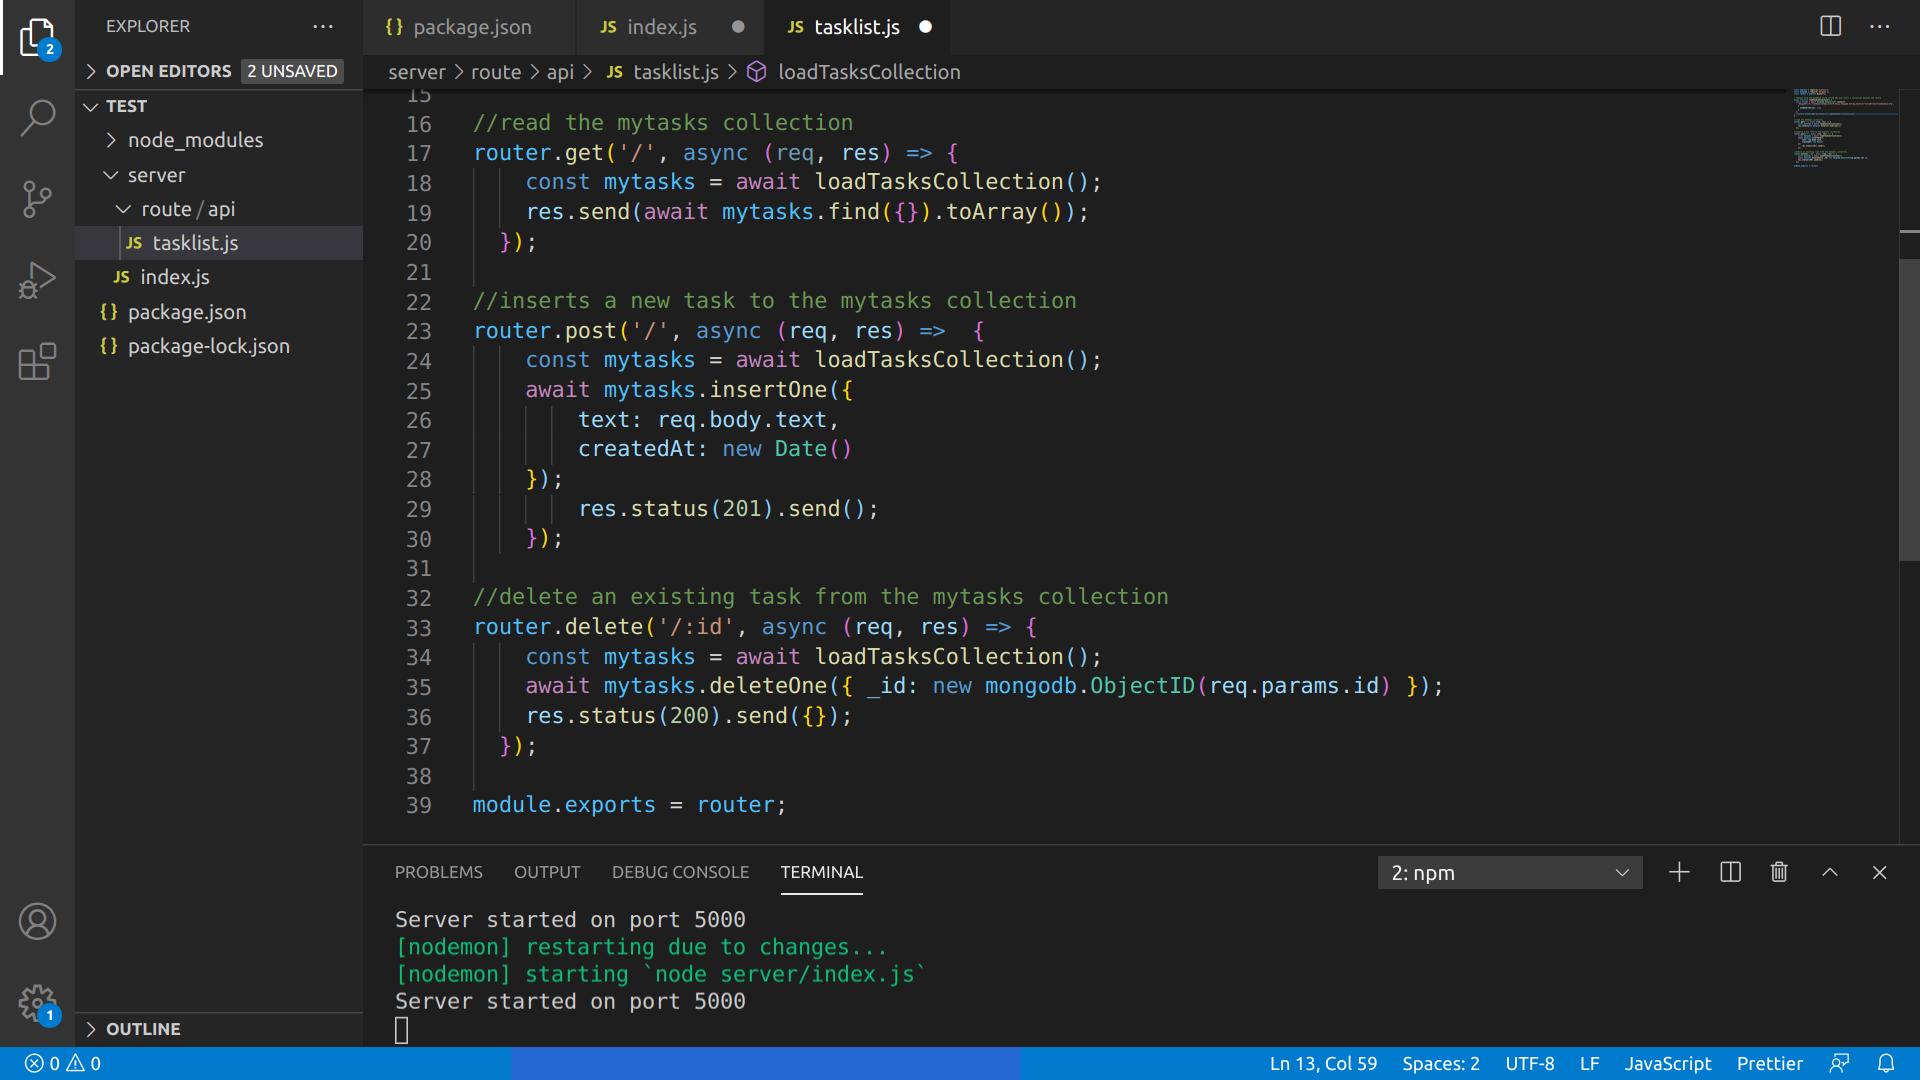 EXPLORER
OPEN EDITORS 2 UNSAVED
TEST
node_modules
server
route / api
JS tasklist.js
JS index.js
{} package.json
{} package-lock.json
OUTLINE
2
1
{} package.json
JS index.js
JS tasklist.js
server > route > api > JS tasklist.js > loadTasksCollection
15
16 //read the mytasks collection
17 router.get('/', async (req, res) => {
18 const mytasks = await loadTasksCollection();
19 res.send(await mytasks.find({}).toArray());
20 });
21
22 //inserts a new task to the mytasks collection
23 router.post('/', async (req, res) =>  {
24 const mytasks = await loadTasksCollection();
25 await mytasks.insertOne({
26 text: req.body.text,
27 createdAt: new Date()
28 });
29 res.status(201).send();
30 });
31
32 //delete an existing task from the mytasks collection
33 router.delete('/:id', async (req, res) => {
34 const mytasks = await loadTasksCollection();
35 await mytasks.deleteOne({ _id: new mongodb.ObjectID(req.params.id) });
36 res.status(200).send({});
37 });
38
39 module.exports = router;
PROBLEMS OUTPUT DEBUG CONSOLE TERMINAL
2: npm
Server started on port 5000
[nodemon] restarting due to changes...
[nodemon] starting `node server/index.js`
Server started on port 5000
0 0
Ln 13, Col 59 Spaces: 2 UTF-8 LF JavaScript Prettier